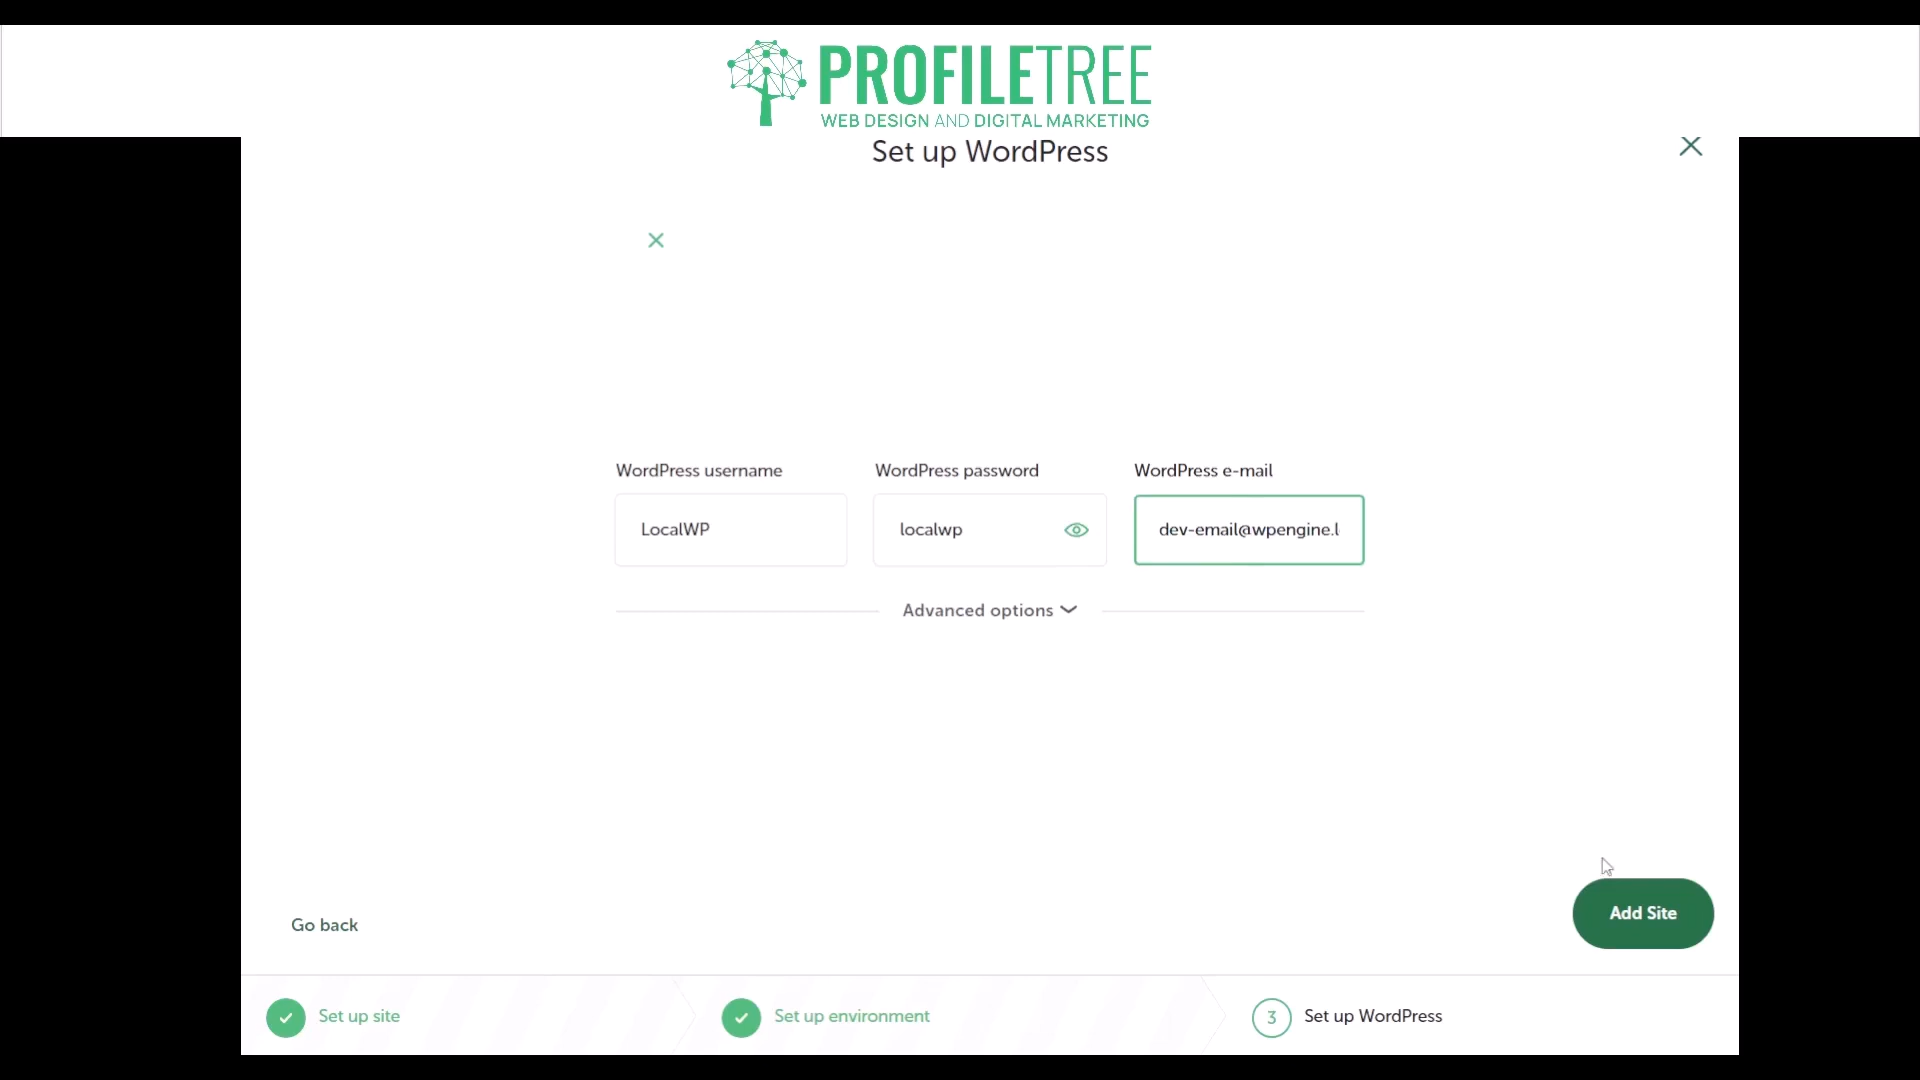 PROFILETREE
WEB DESIGN AND DIGITAL MARKETING
Set up WordPress
WordPress username
WordPress password
WordPress e-mail
LocalWP
localwp
dev-email@wpengine.l
Advanced options
Go back
Add Site
Set up site
Set up environment
3 Set up WordPress